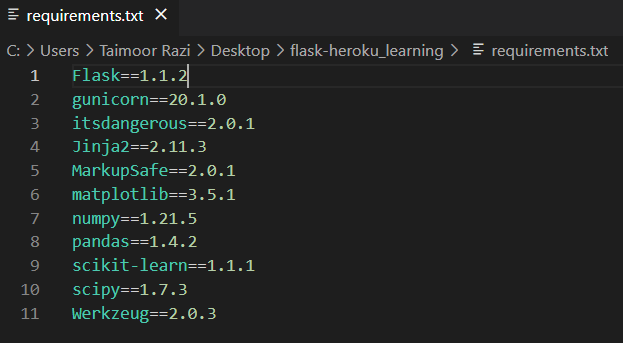 requirements.txt
C: > Users > Taimoor Razi > Desktop > flask-heroku_learning > requirements.txt
1 Flask==1.1.2
2 gunicorn==20.1.0
3 itsdangerous==2.0.1
4 Jinja2==2.11.3
5 MarkupSafe==2.0.1
6 matplotlib==3.5.1
7 numpy==1.21.5
8 pandas==1.4.2
9 scikit-learn==1.1.1
10 scipy==1.7.3
11 Werkzeug==2.0.3